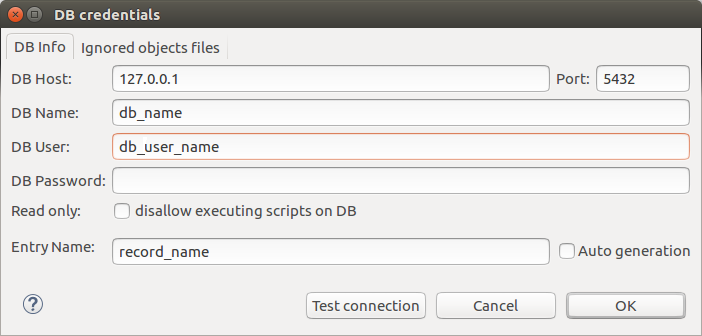 DB credentials
DB Info Ignored objects files
DB Host: 127.0.0.1 Port: 5432
DB Name: db_name
DB User: db_user_name
DB Password:
Read only: disallow executing scripts on DB
Entry Name: record_name Auto generation
? Test connection Cancel OK